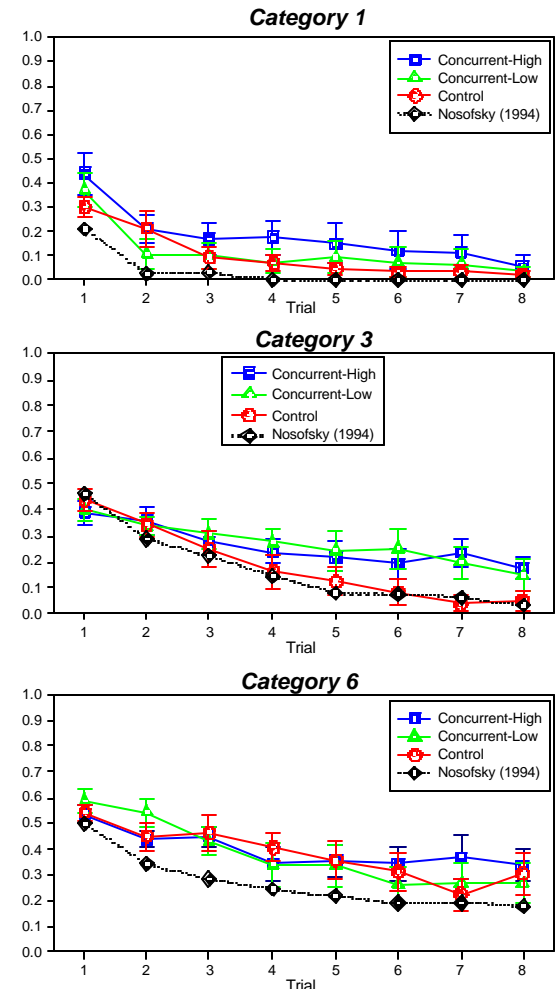 Category 1
1.0
0.9
0.8
0.7
0.6
0.5
0.4
0.3
0.2
0.1
0.0
Concurrent-High
Concurrent-Low
Control
Nosofsky (1994)
1 2 3 4 5 6 7 8
Trial
Category 3
1.0
0.9
0.8
0.7
0.6
0.5
0.4
0.3
0.2
0.1
0.0
Concurrent-High
Concurrent-Low
Control
Nosofsky (1994)
1 2 3 4 5 6 7 8
Trial
Category 6
1.0
0.9
0.8
0.7
0.6
0.5
0.4
0.3
0.2
0.1
0.0
Concurrent-High
Concurrent-Low
Control
Nosofsky (1994)
1 2 3 4 5 6 7 8
Trial